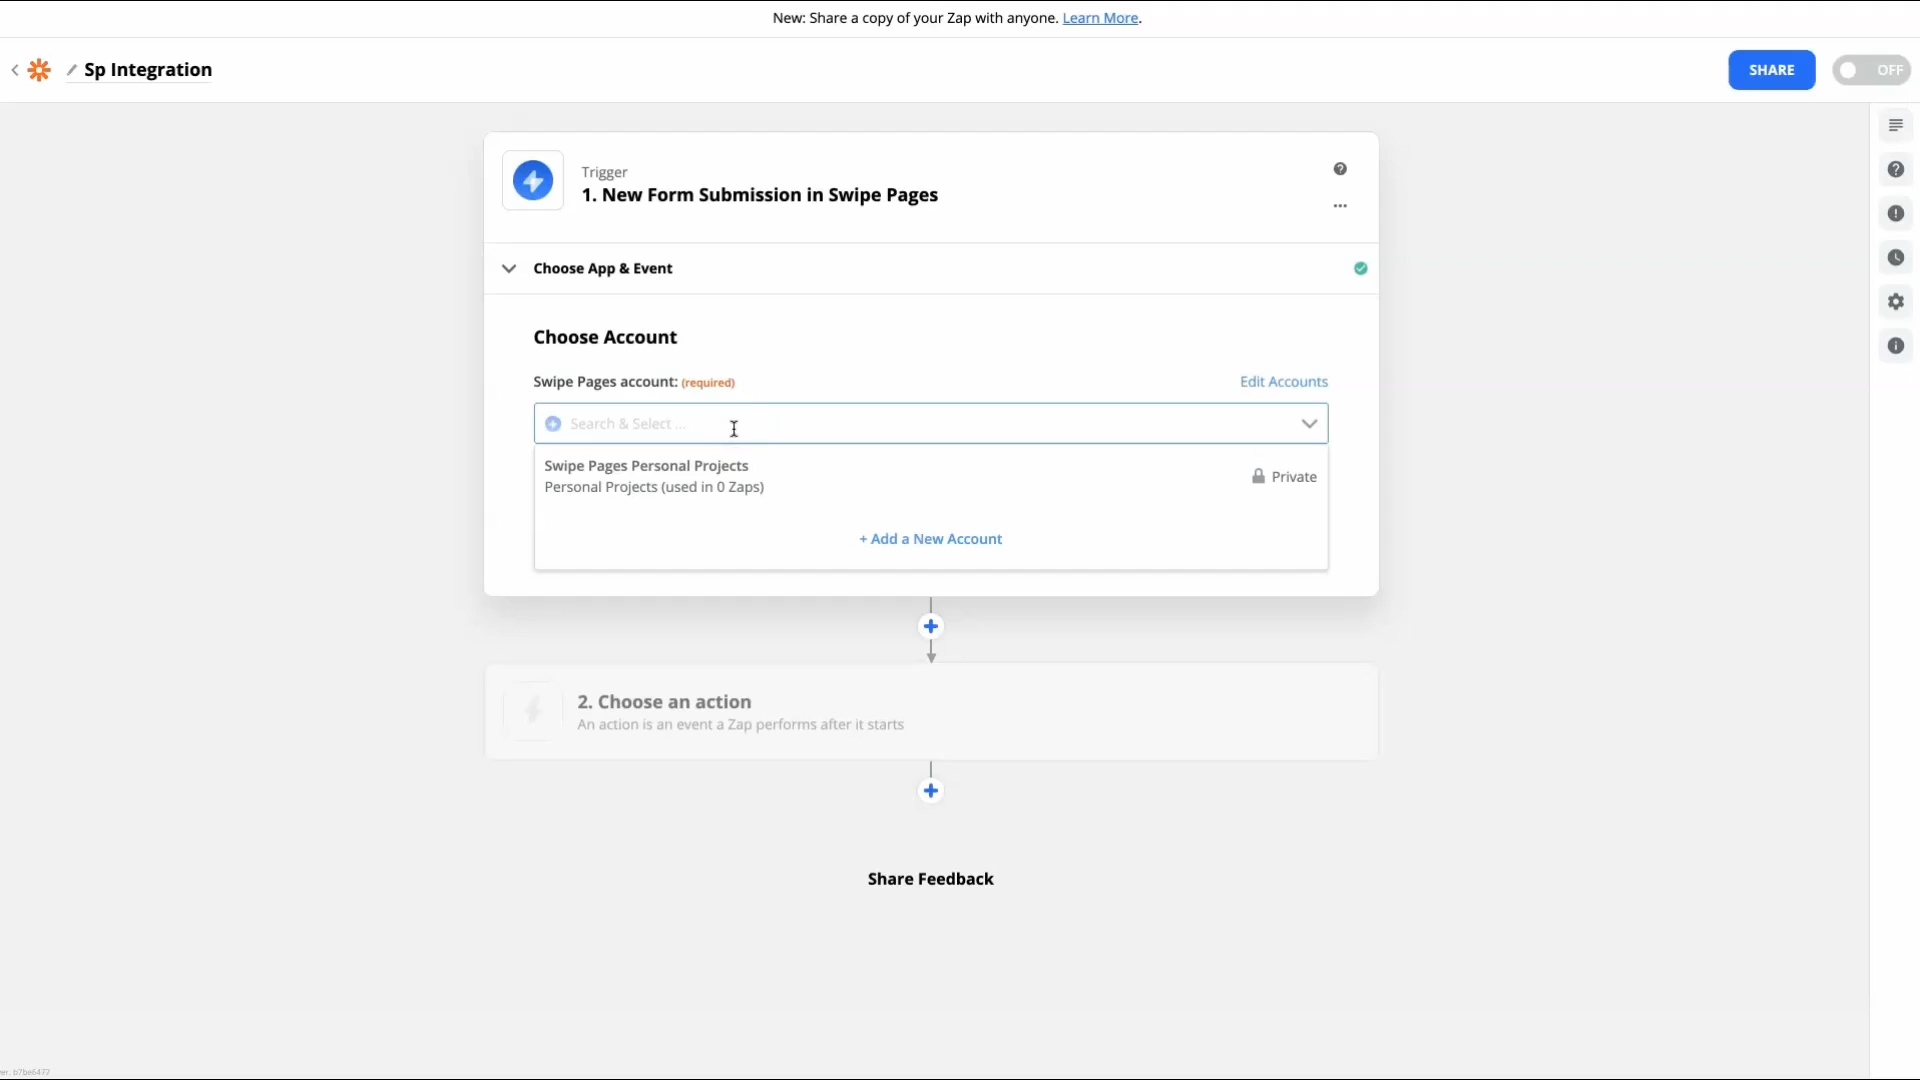 New: Share a copy of your Zap with anyone. Learn More.
Sp Integration
SHARE
OFF
Trigger
1. New Form Submission in Swipe Pages
Choose App & Event
Choose Account
Swipe Pages account: (required)
Edit Accounts
Search & Select ...
Swipe Pages Personal Projects
Personal Projects (used in 0 Zaps)
Private
+ Add a New Account
2. Choose an action
An action is an event a Zap performs after it starts
Share Feedback
ver. b7be6477